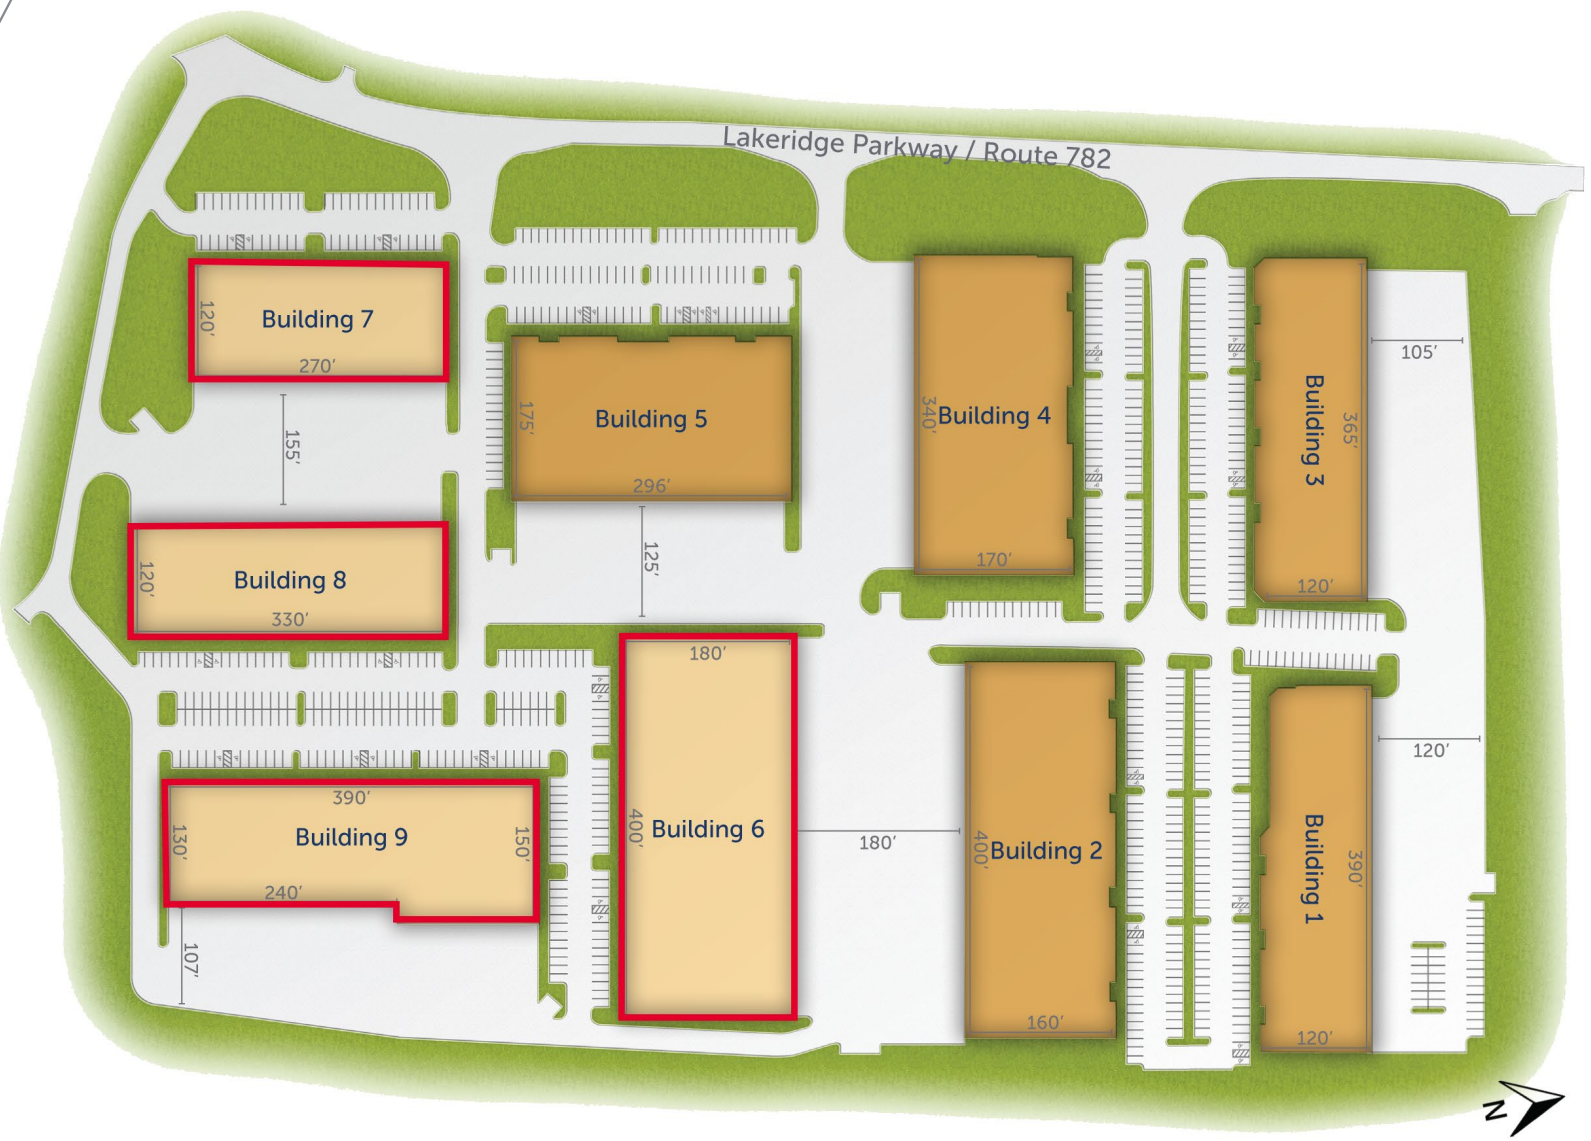 Lakeridge Parkway / Route 782
Building 7
120'
270'
155'
Building 8
120'
330'
390'
130'
Building 9
150'
240'
107'
Building 5
175'
296'
125'
180'
400'
Building 6
180'
Building 4
340'
170'
400'
Building 2
160'
Building 3
365'
120'
105'
120'
Building 1
390'
120'
N